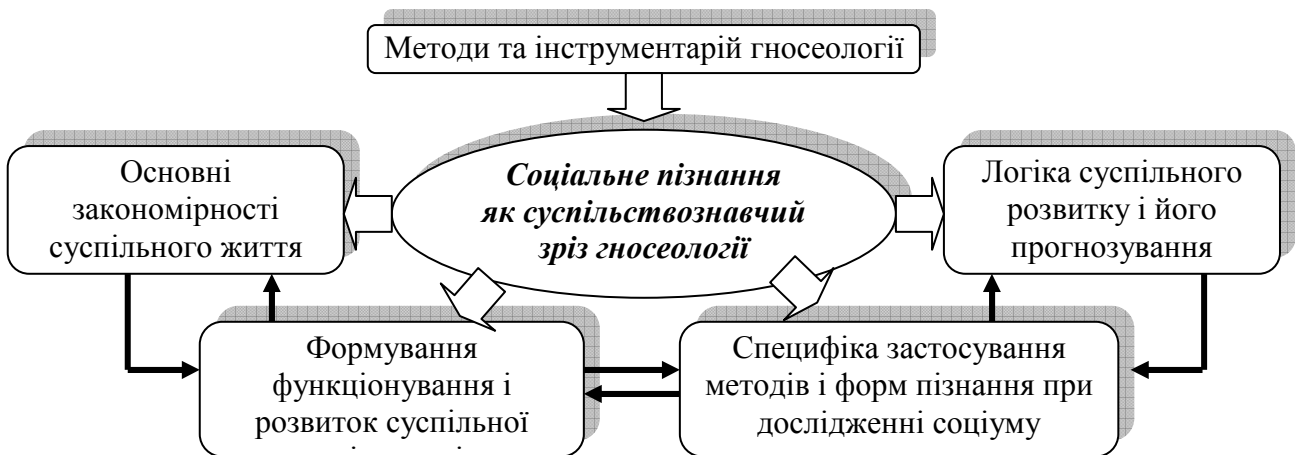 Методи та інструментарій гносеології
Соціальне пізнання
як суспільствознавчий
зріз гносеології
Основні
закономірності
суспільного життя
Логіка суспільного
розвитку і його
прогнозування
Формування
функціонування і
розвиток суспільної
Специфіка застосування
методів і форм пізнання при
дослідженні соціуму